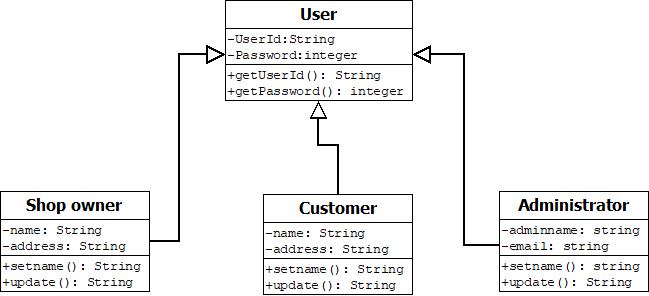 User
-UserId:String
-Password:integer
+getUserId(): String
+getPassword(): integer
Shop owner
-name: String
-address: String
+setname(): String
+update(): String
Customer
-name: String
-address: String
+setname(): String
+update(): String
Administrator
-adminname: string
-email: string
+setname(): string
+update(): String